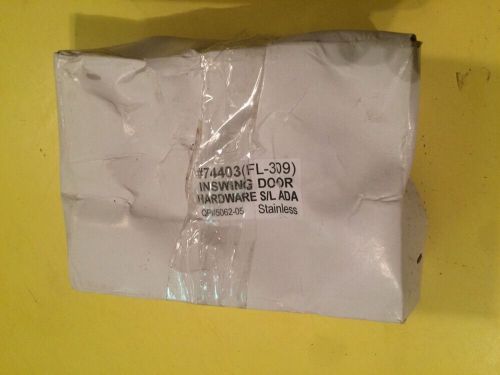 #74403(FL-309)
INSWING DOOR
HARDWARE S/L ADA
Stainless